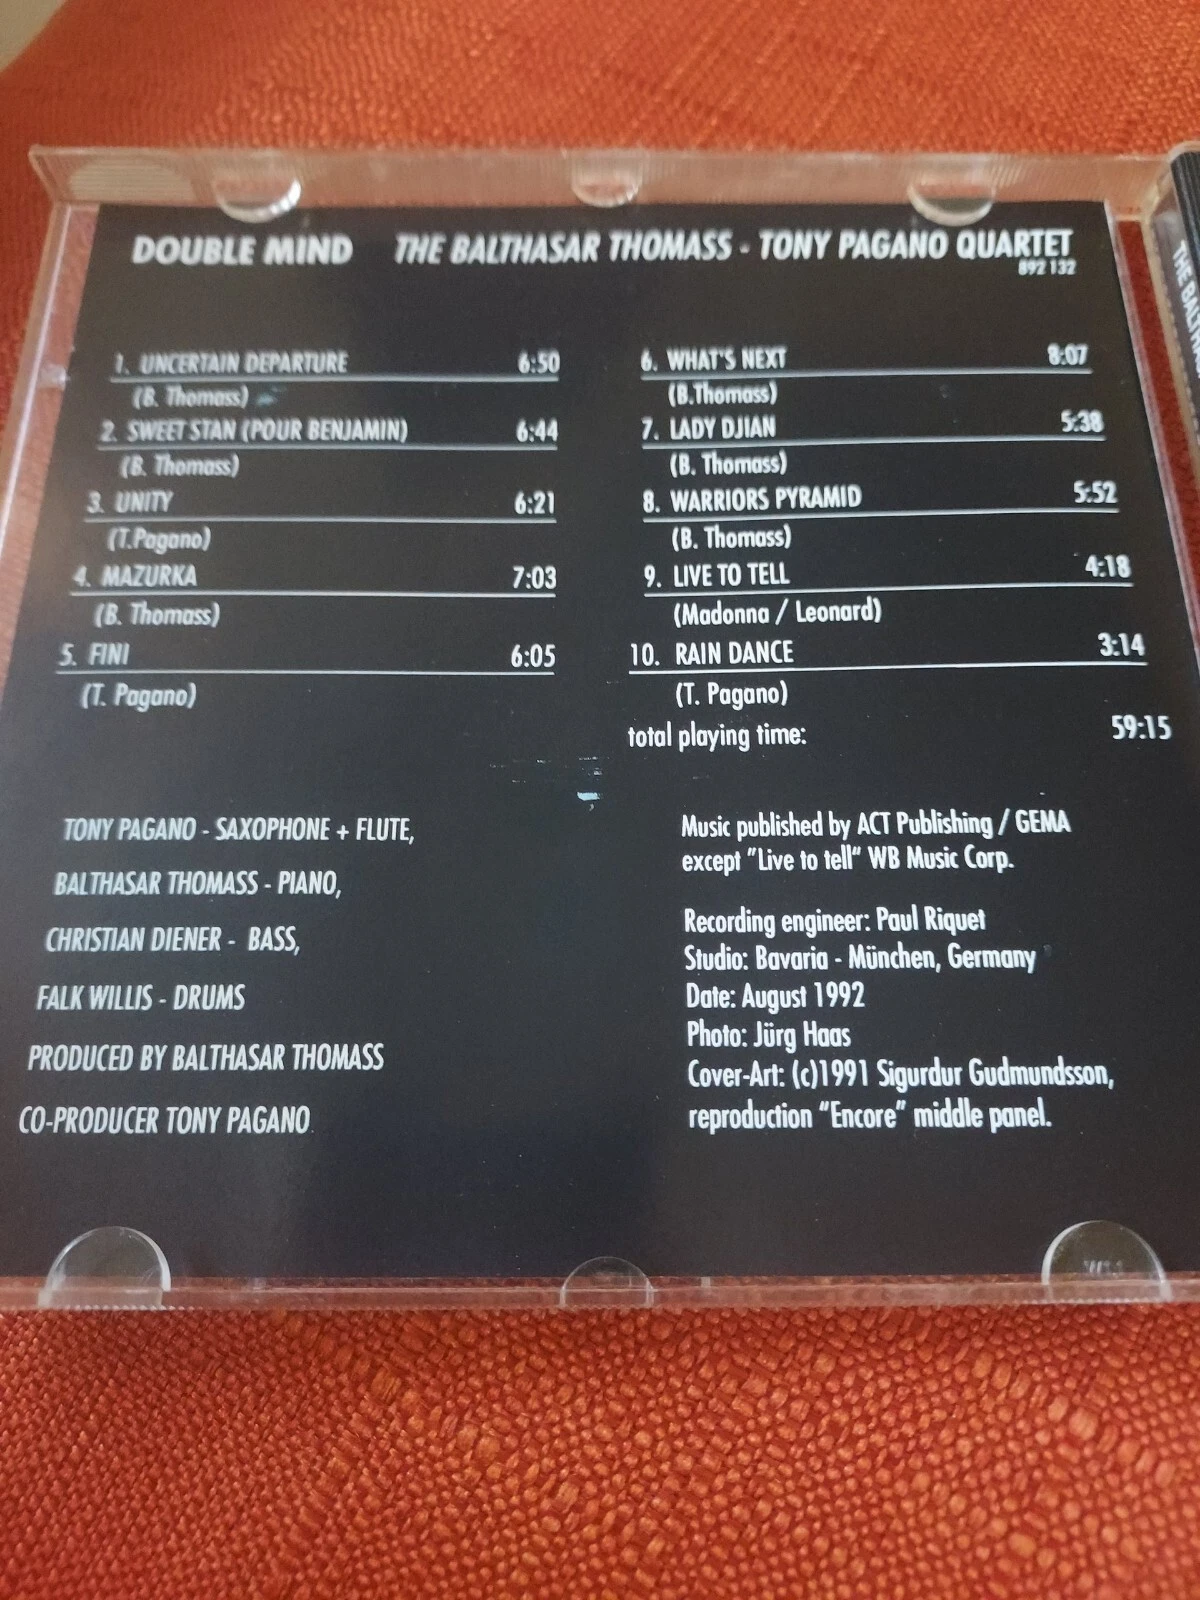 DOUBLE MIND THE BALTHASAR THOMASS - TONY PAGANO QUARTET
892 132
1. UNCERTAIN DEPARTURE 6:50
(B. Thomass)
2. SWEET STAN (POUR BENJAMIN) 6:44
(B. Thomass)
3. UNITY 6:21
(T.Pagano)
4. MAZURKA 7:03
(B. Thomass)
5. FINI 6:05
(T. Pagano)
6. WHAT'S NEXT 8:07
(B.Thomass)
7. LADY DJIAN 5:38
(B. Thomass)
8. WARRIORS PYRAMID 5:52
(B. Thomass)
9. LIVE TO TELL 4:18
(Madonna / Leonard)
10. RAIN DANCE 3:14
(T. Pagano)
total playing time: 59:15
TONY PAGANO - SAXOPHONE + FLUTE,
BALTHASAR THOMASS - PIANO,
CHRISTIAN DIENER - BASS,
FALK WILLIS - DRUMS
PRODUCED BY BALTHASAR THOMASS
CO-PRODUCER TONY PAGANO
Music published by ACT Publishing / GEMA
except "Live to tell“ WB Music Corp.
Recording engineer: Paul Riquet
Studio: Bavaria - München, Germany
Date: August 1992
Photo: Jürg Haas
Cover-Art: (c)1991 Sigurdur Gudmundsson,
reproduction "Encore" middle panel.
THE